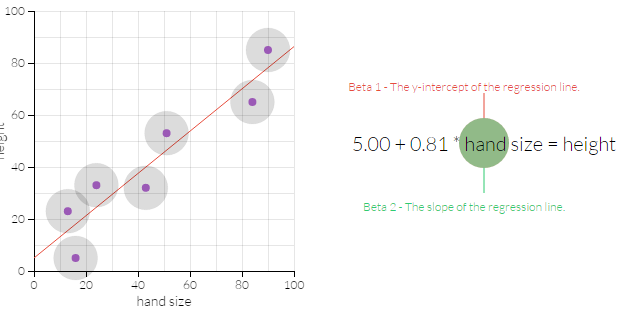 100
80
60
40
20
0
height
0 20 40 60 80 100
hand size
Beta 1 - The y-intercept of the regression line.
5.00 + 0.81 * hand size = height
Beta 2 - The slope of the regression line.